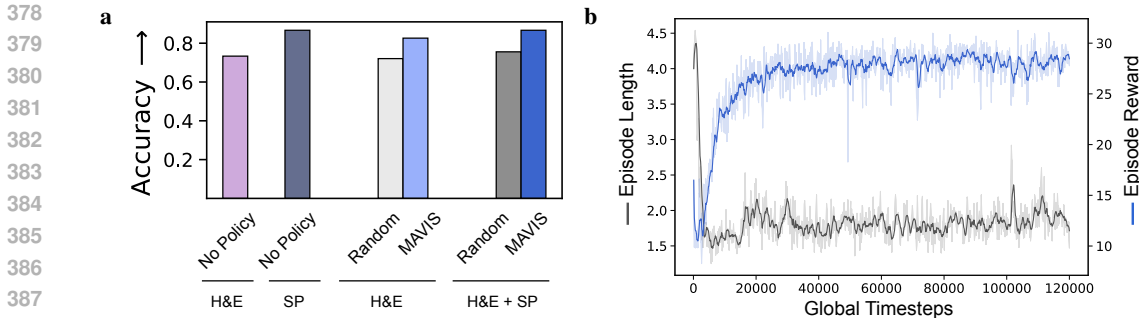 378
379
380
381
382
383
384
385
386
387
a
Accuracy →
0.8
0.6
0.4
0.2
No Policy
No Policy
Random
MAVIS
Random
MAVIS
H&E
SP
H&E
H&E + SP
b
— Episode Length
4.5
4.0
3.5
3.0
2.5
2.0
1.5
30
25
20
15
10
— Episode Reward
0
20000
40000
60000
80000
100000
120000
Global Timesteps